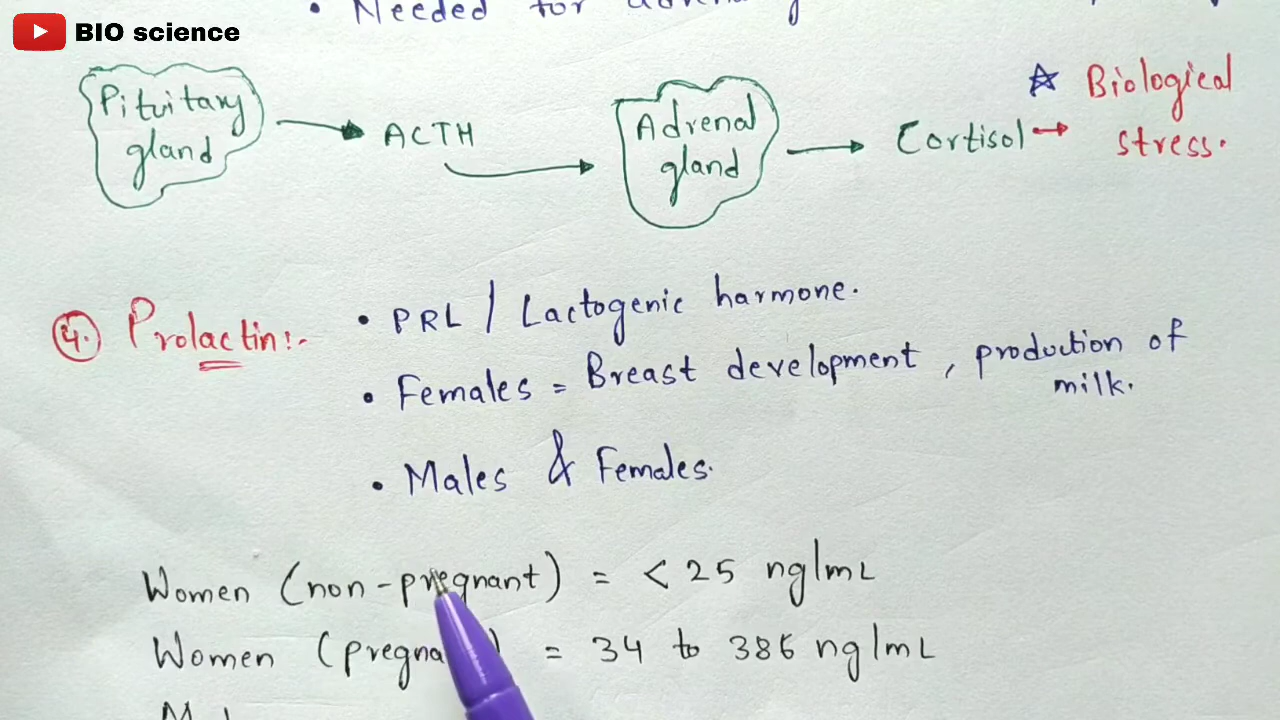 BIO science
• Needed for
Pituitary
gland
ACTH
Adrenal
gland
Cortisol → ☆ Biological
stress.
4. Prolactin:-
• PRL / Lactogenic harmone.
• Females = Breast development, production of
milk.
• Males & Females.
Women (non-pregnant) = < 25 ng/mL
Women (pregna ) = 34 to 386 ng/mL